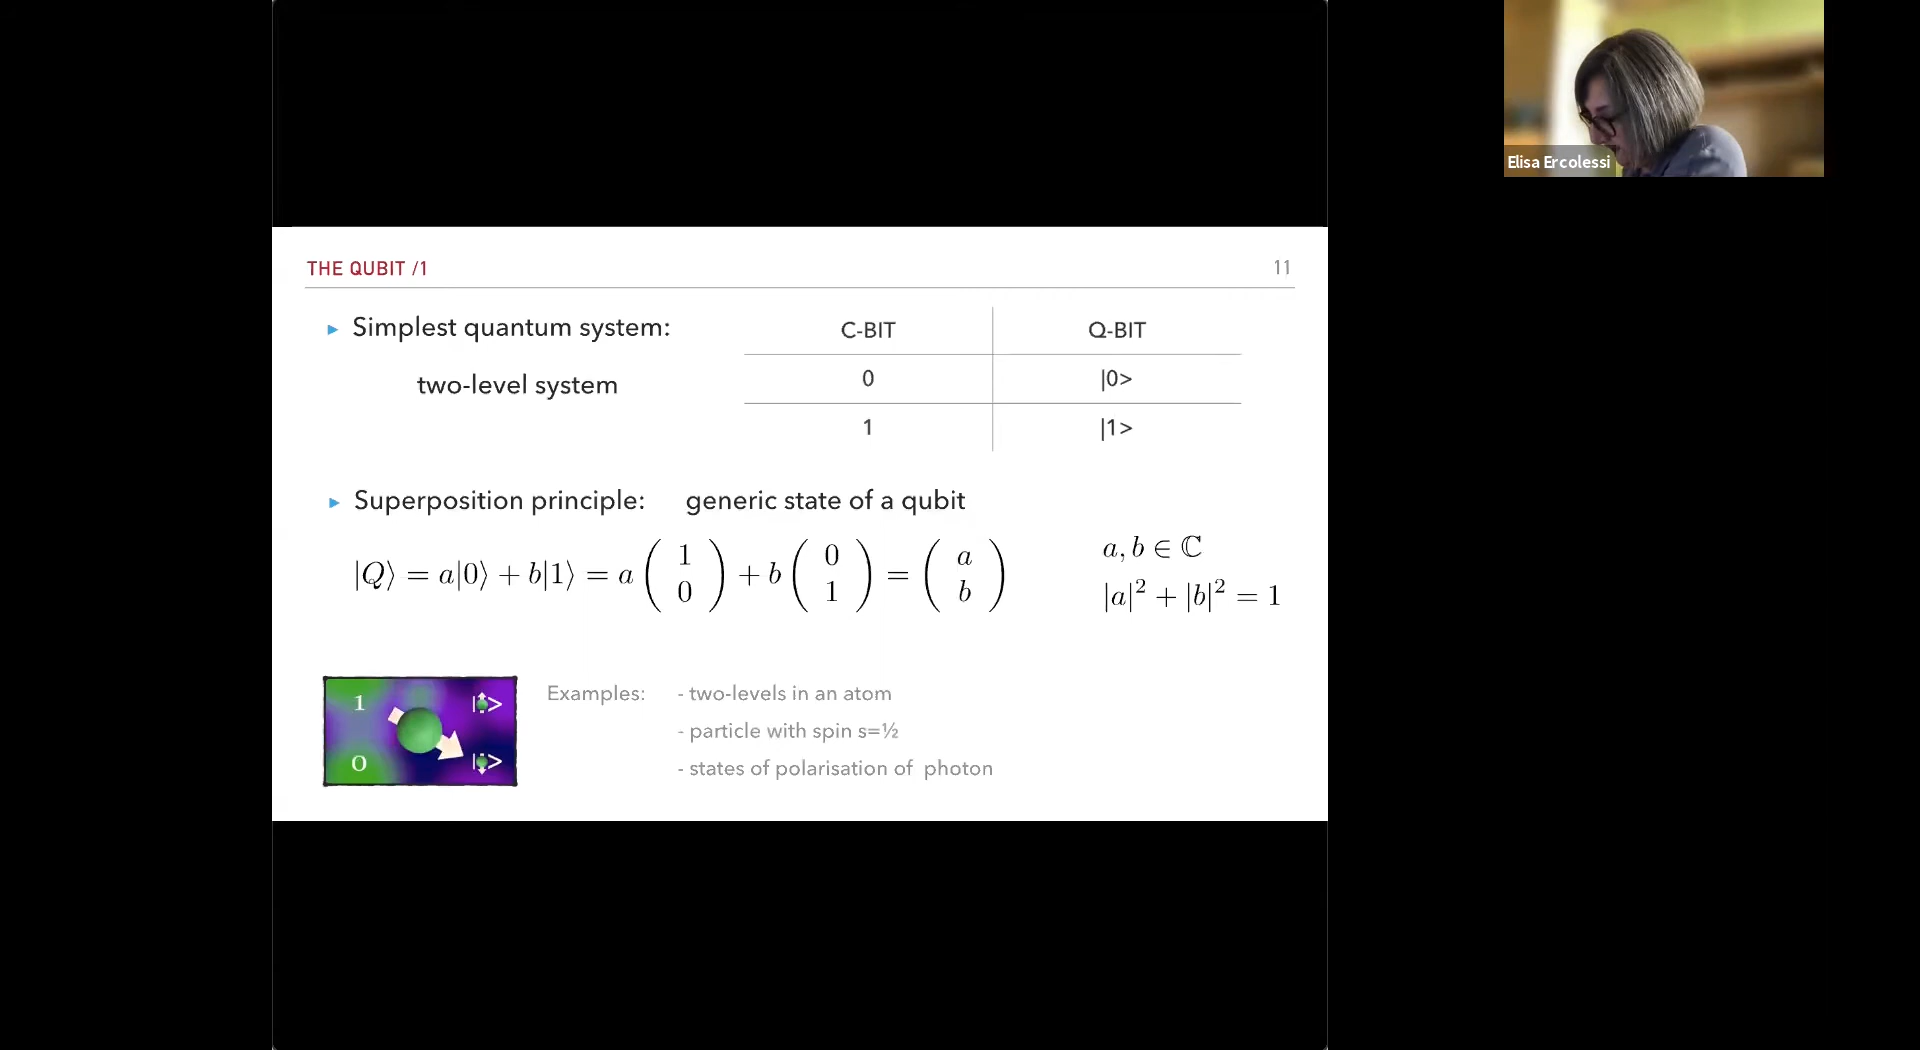 Elisa Ercolessi
THE QUBIT /1
11
▸ Simplest quantum system:
two-level system
C-BIT Q-BIT
0 |0>
1 |1>
▸ Superposition principle: generic state of a qubit
|Q⟩ = a|0⟩ + b|1⟩ = a ( 1 0 ) + b ( 0 1 ) = ( a b )
a, b ∈ ℂ
|a|² + |b|² = 1
1 | >
0 | >
Examples: - two-levels in an atom
- particle with spin s=½
- states of polarisation of photon